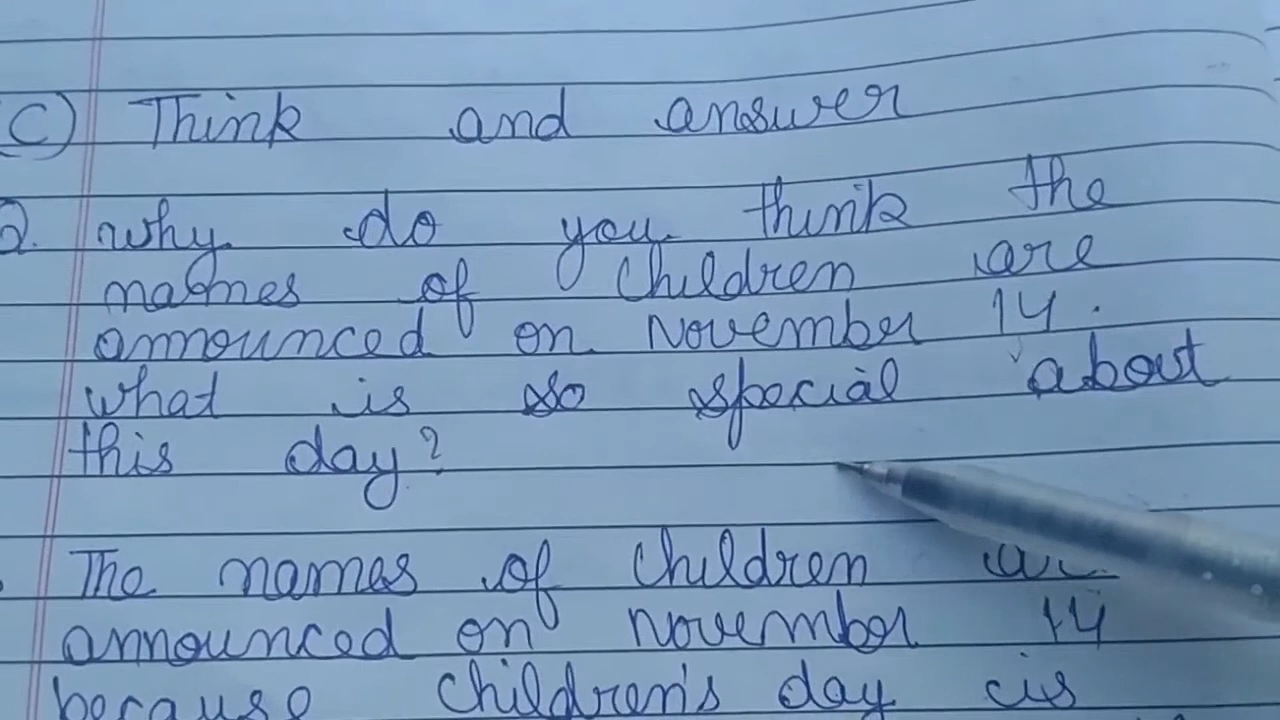 C) Think and answer
Q. why do you think the
names of children are
announced on November 14.
what is so special about
this day?
The names of children are
announced on november 14
because children's day is